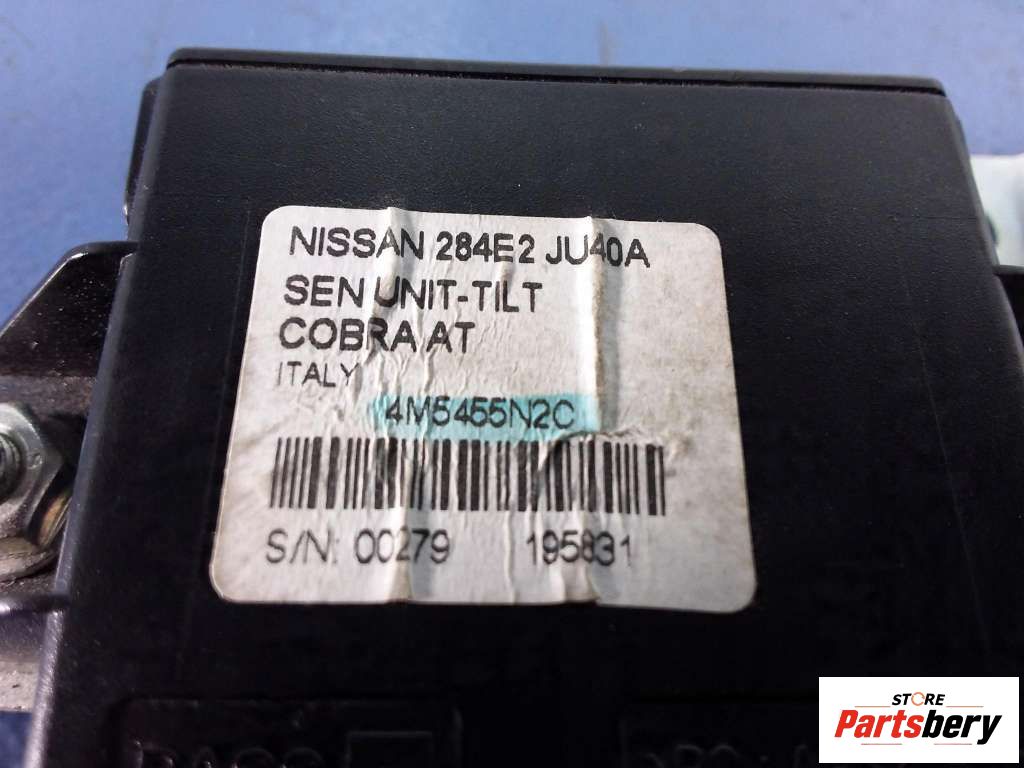 NISSAN 284E2 JU40A
SEN UNIT-TILT
COBRA AT
ITALY
4M5455N2C
S/N: 00279 195831
STORE
Partsbery